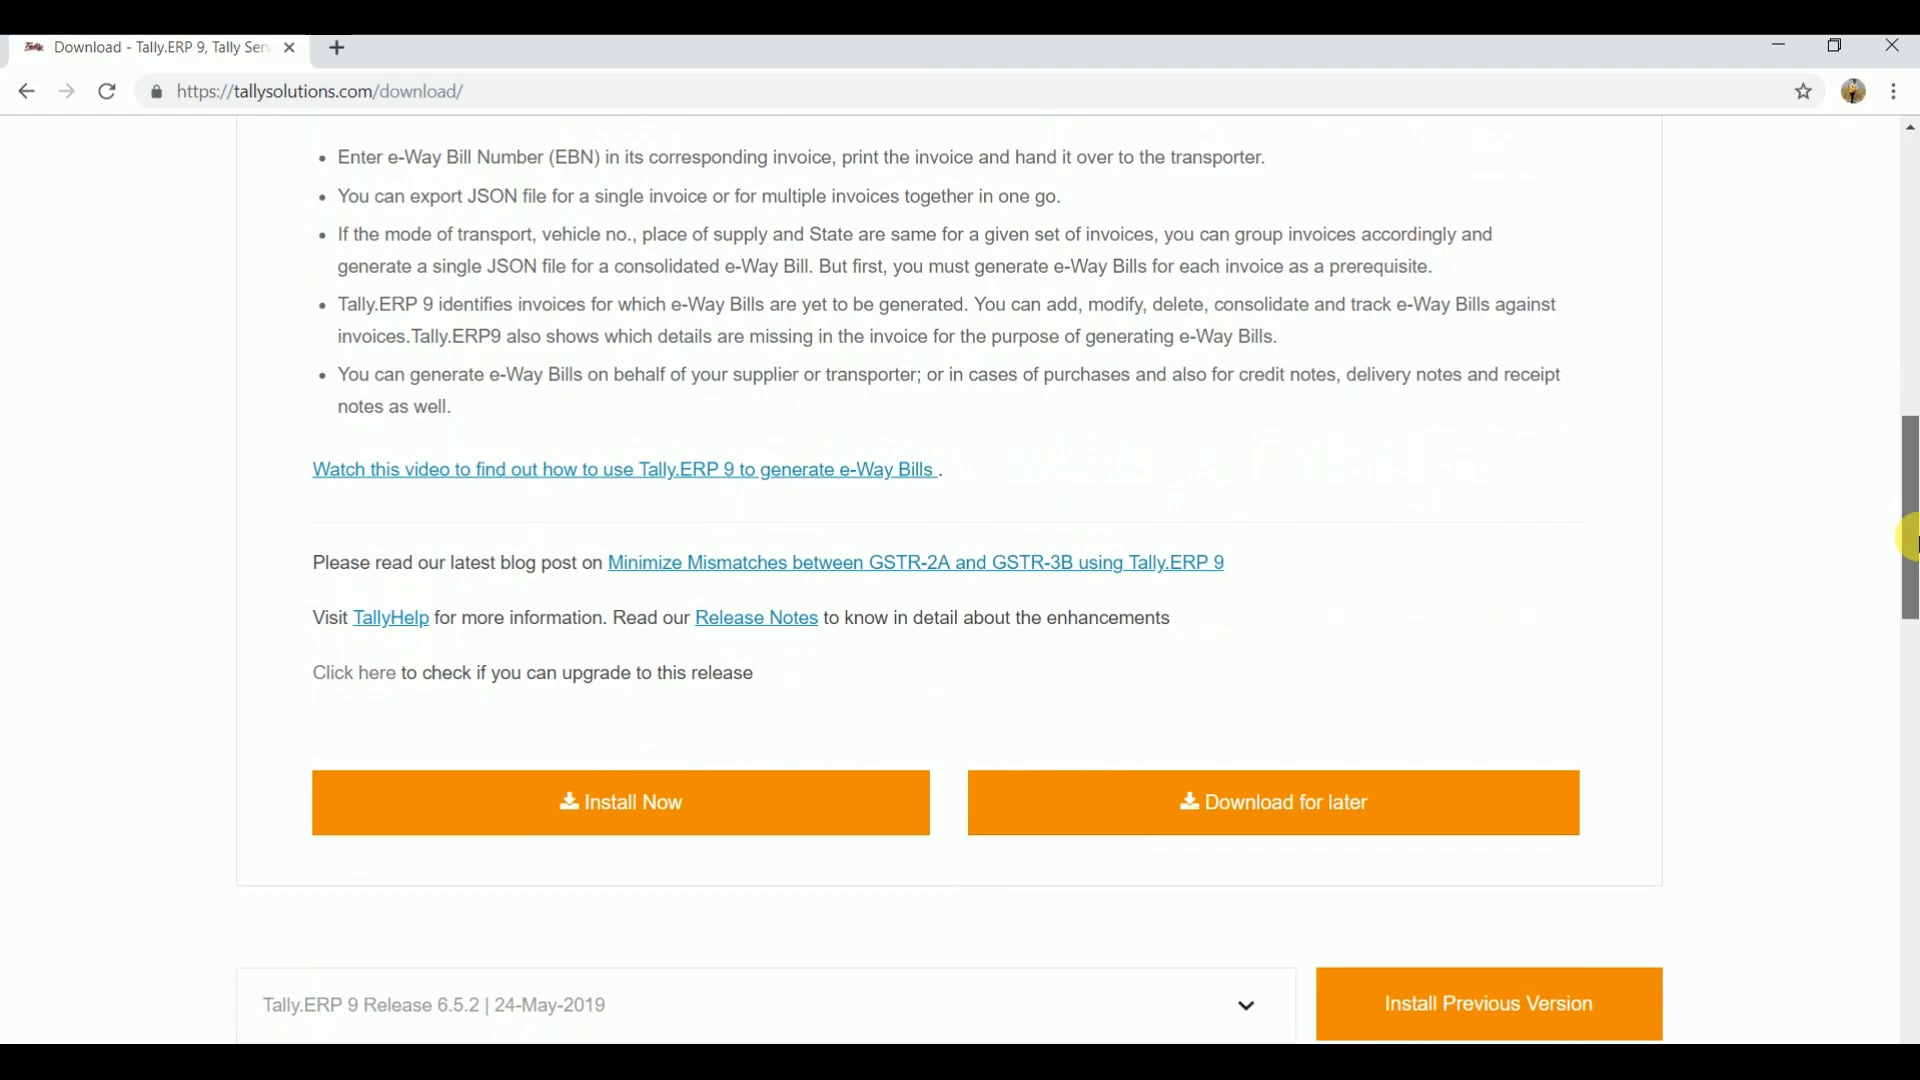 Download - Tally.ERP 9, Tally Serv
https://tallysolutions.com/download/
• Enter e-Way Bill Number (EBN) in its corresponding invoice, print the invoice and hand it over to the transporter.
• You can export JSON file for a single invoice or for multiple invoices together in one go.
• If the mode of transport, vehicle no., place of supply and State are same for a given set of invoices, you can group invoices accordingly and
generate a single JSON file for a consolidated e-Way Bill. But first, you must generate e-Way Bills for each invoice as a prerequisite.
• Tally.ERP 9 identifies invoices for which e-Way Bills are yet to be generated. You can add, modify, delete, consolidate and track e-Way Bills against
invoices.Tally.ERP9 also shows which details are missing in the invoice for the purpose of generating e-Way Bills.
• You can generate e-Way Bills on behalf of your supplier or transporter; or in cases of purchases and also for credit notes, delivery notes and receipt
notes as well.
Watch this video to find out how to use Tally.ERP 9 to generate e-Way Bills .
Please read our latest blog post on Minimize Mismatches between GSTR-2A and GSTR-3B using Tally.ERP 9
Visit TallyHelp for more information. Read our Release Notes to know in detail about the enhancements
Click here to check if you can upgrade to this release
Install Now
Download for later
Tally.ERP 9 Release 6.5.2 | 24-May-2019
Install Previous Version